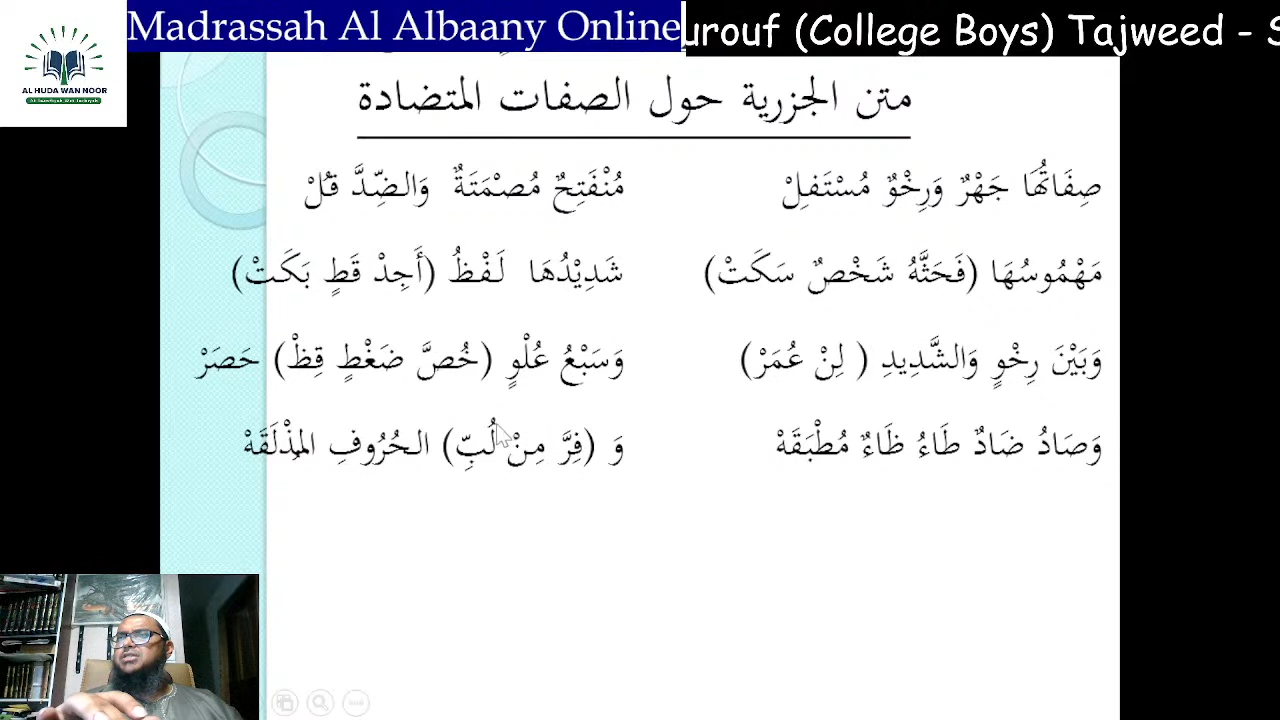 Madrassah Al Albaany Online
urouf (College Boys) Tajweed - S
AL HUDA WAN NOOR
متن الجزرية حول الصفات المتضادة
صِفَاتُهَا جَهْرٌ وَرِخْوٌ مُسْتَفِلْ مُنْفَتِحٌ مُصْمَتَةٌ وَالضِّدَّ قُلْ
مَهْمُوسُهَا (فَحَثَّهُ شَخْصٌ سَكَتْ) شَدِيْدُهَا لَفْظُ (أَجِدْ قَطٍ بَكَتْ)
وَبَيْنَ رِخْوٍ وَالشَّدِيدِ ( لِنْ عُمَرْ) وَسَبْعُ عُلْوٍ (خُصَّ ضَغْطٍ قِظْ) حَصَرْ
وَصَادُ ضَادٌ طَاءُ ظَاءٌ مُطْبَقَهْ وَ (فِرَّ مِنْ لُبِّ) الحُرُوفِ المُذْلَقَهْ